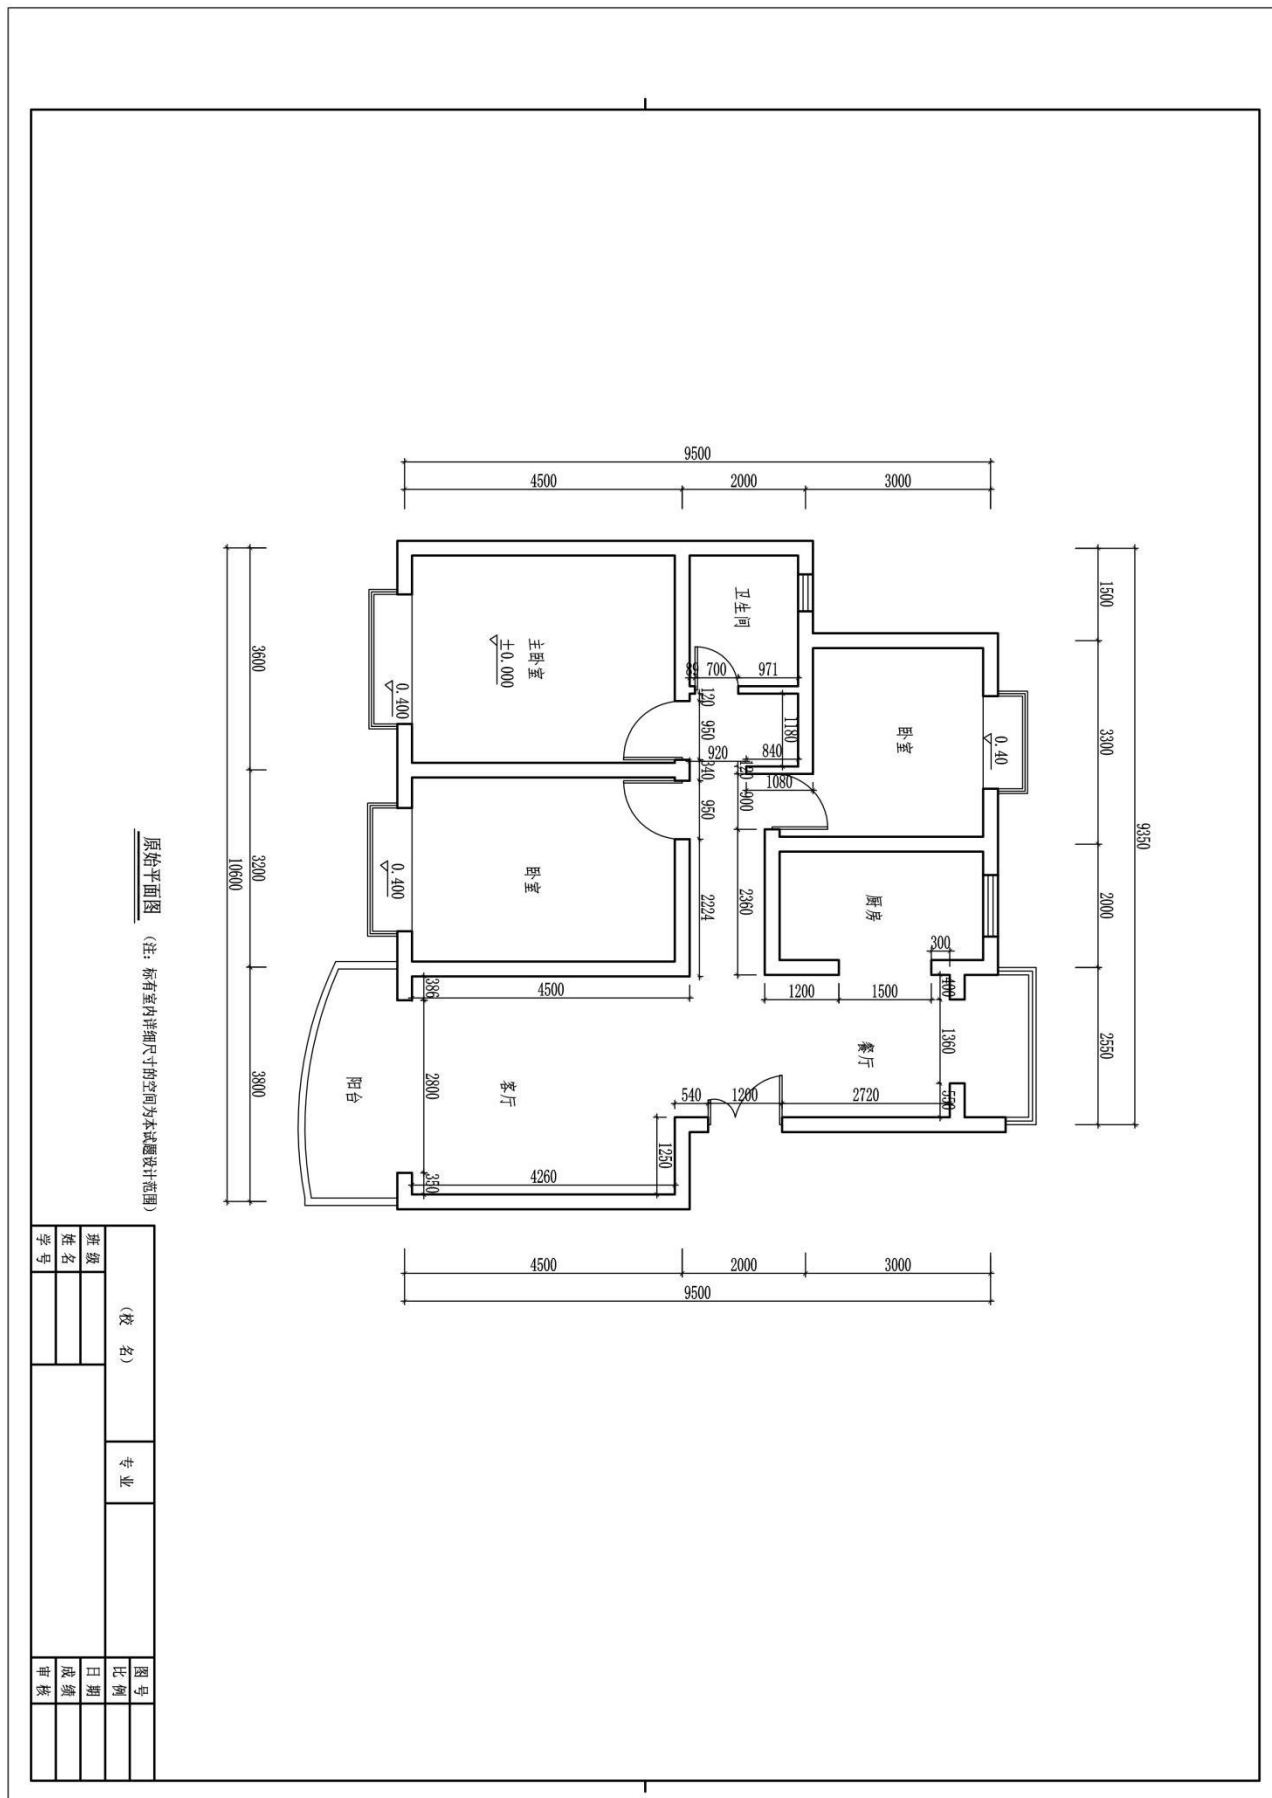 9500
4500
2000
3000
9350
1500
3300
2000
2550
10600
3600
3200
3800
主卧室
±0.000
0.400
卫生间
89
700
971
120
950
920
340
950
2224
1180
840
120
1080
900
2360
卧室
0.40
卧室
0.400
厨房
300
400
1200
1500
1360
550
餐厅
386
4500
2800
客厅
阳台
540
1200
2720
1250
4260
350
4500
2000
3000
9500
原始平面图
(注：标有室内详细尺寸的空间为本试题设计范围)
(校 名)
专 业
图 号
比 例
班 级
日 期
姓 名
成 绩
学 号
审 核